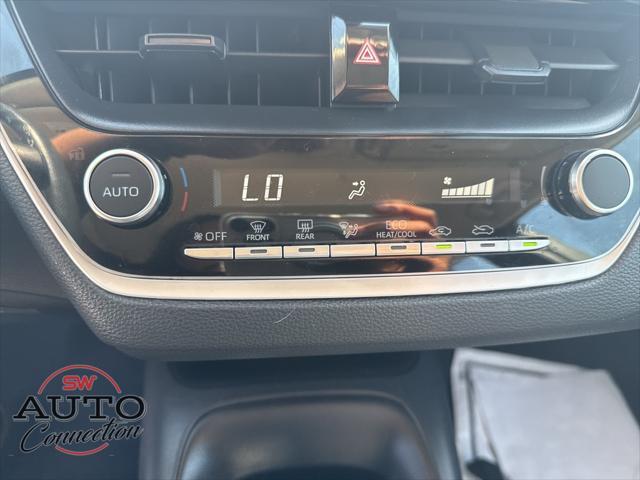 AUTO
LO
OFF
FRONT
REAR
ECO
HEAT/COOL
A/C
SW
AUTO
Connection